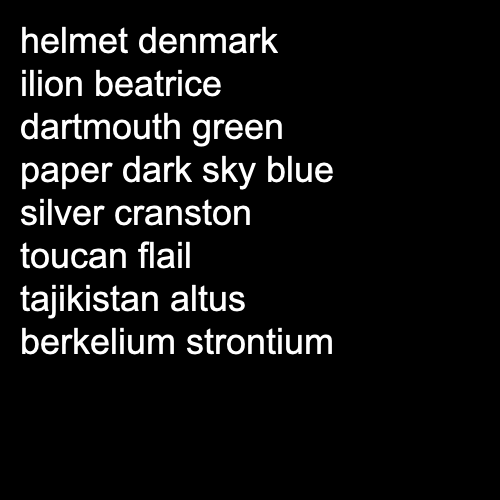 helmet denmark
ilion beatrice
dartmouth green
paper dark sky blue
silver cranston
toucan flail
tajikistan altus
berkelium strontium